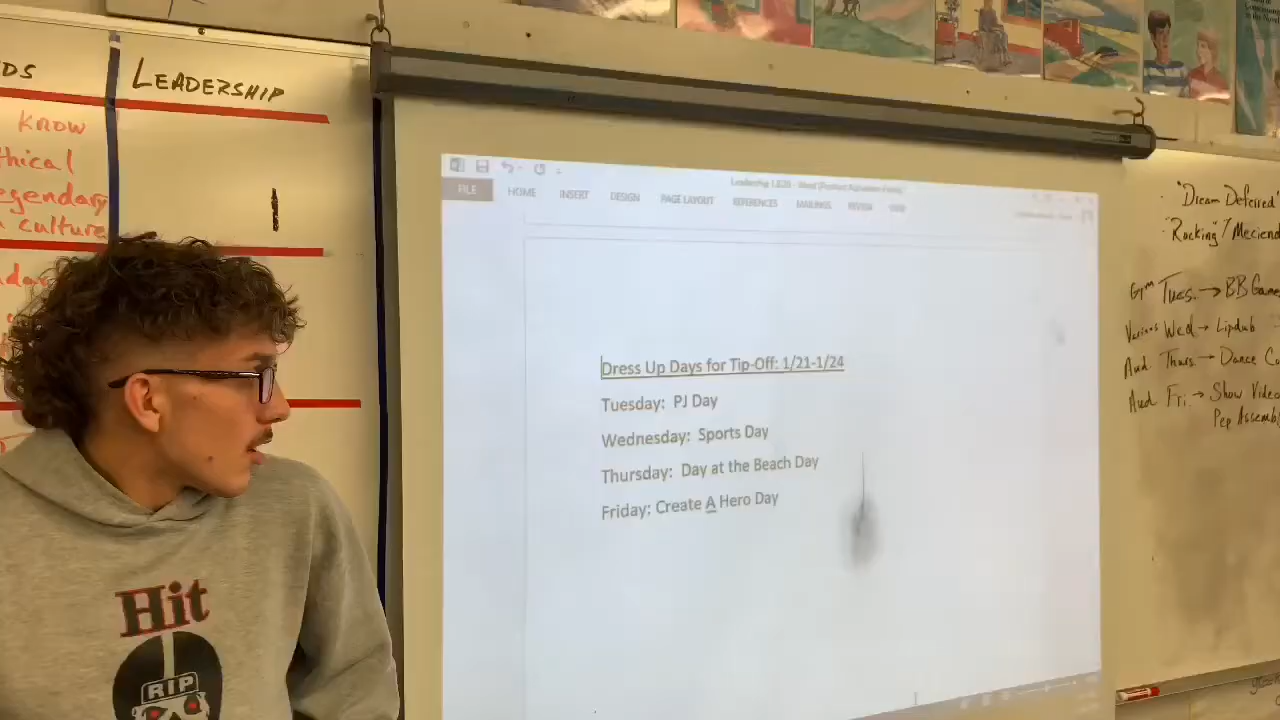 DS
LEADERSHIP
KNOW
thical
egendary
culture
1
Hit
RIP
FILE
HOME
INSERT
DESIGN
PAGE LAYOUT
REFERENCES
MAILINGS
REVIEW
VIEW
Dress Up Days for Tip-Off: 1/21-1/24
Tuesday: PJ Day
Wednesday: Sports Day
Thursday: Day at the Beach Day
Friday: Create A Hero Day
"Dream Deferred"
Gym Tues. → BB Game
Various Wed → Lipdub
Aud Thurs. → Dance
Aud Fri. → Show Video
Pep Assemb